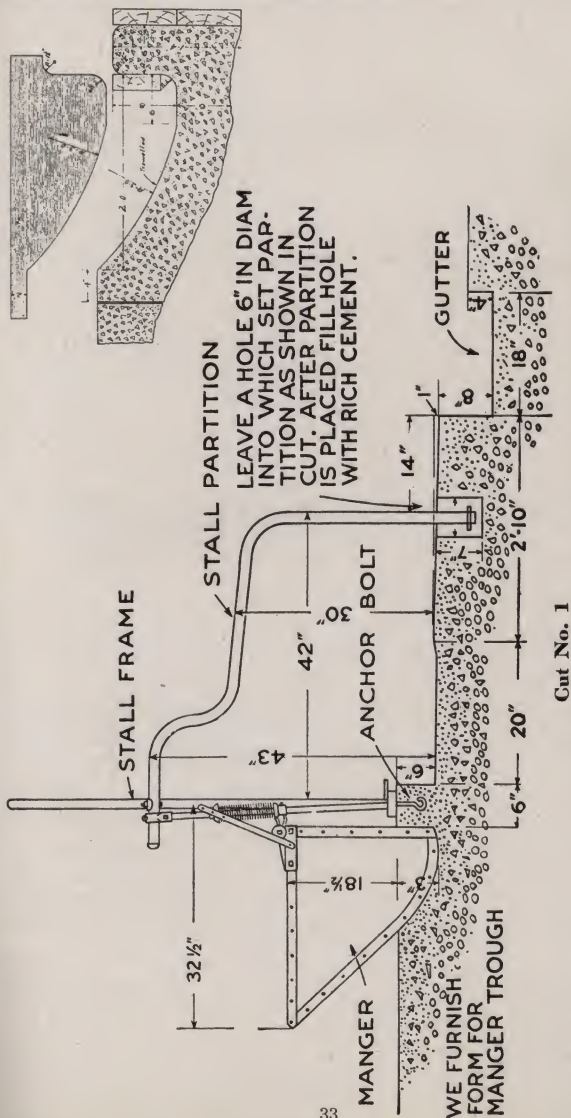 STALL FRAME
STALL PARTITION
LEAVE A HOLE 6" IN DIAM
INTO WHICH SET PAR-
TITION AS SHOWN IN
CUT. AFTER PARTITION
IS PLACED FILL HOLE
WITH RICH CEMENT.
32½"
43"
42"
30"
14"
1"
GUTTER
18½"
ANCHOR BOLT
7"
8"
18"
MANGER
3"
6"
6"
20"
2'-10"
WE FURNISH
FORM FOR
MANGER TROUGH
Cut No. 1
33